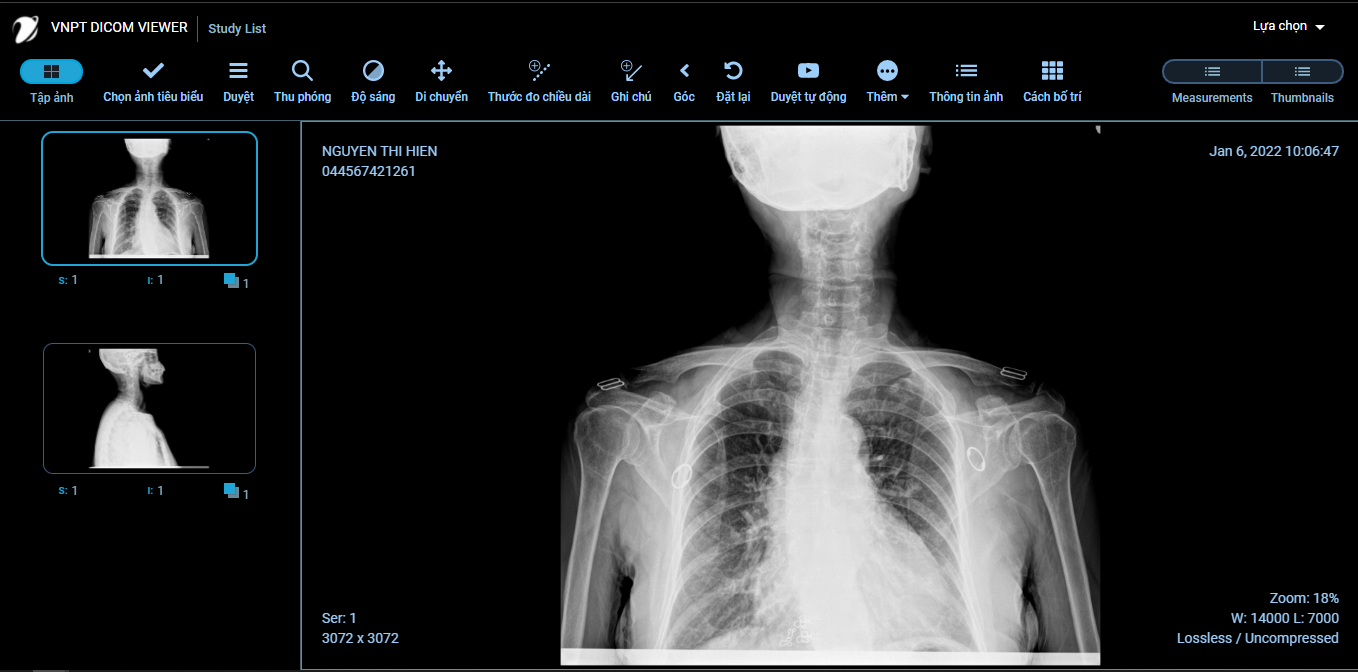 VNPT DICOM VIEWER
Study List
Lựa chọn
Tập ảnh
Chọn ảnh tiêu biểu
Duyệt
Thu phóng
Độ sáng
Di chuyển
Thước đo chiều dài
Ghi chú
Góc
Đặt lại
Duyệt tự động
Thêm
Thông tin ảnh
Cách bố trí
Measurements
Thumbnails
S: 1
I: 1
1
S: 1
I: 1
1
NGUYEN THI HIEN
044567421261
Jan 6, 2022 10:06:47
Ser: 1
3072 x 3072
Zoom: 18%
W: 14000 L: 7000
Lossless / Uncompressed